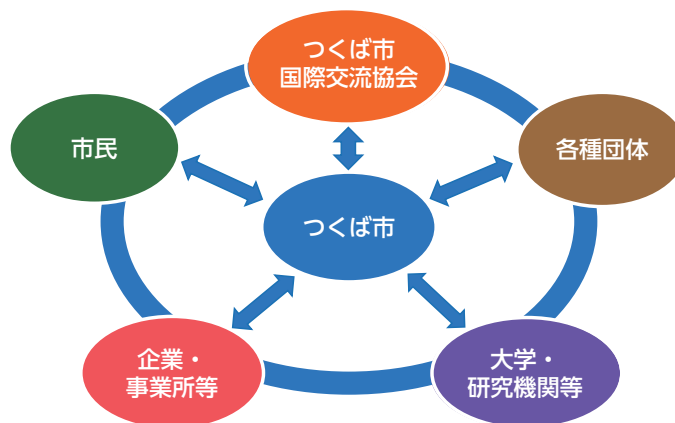 つくば市
国際交流協会
市民
各種団体
つくば市
企業・
事業所等
大学・
研究機関等